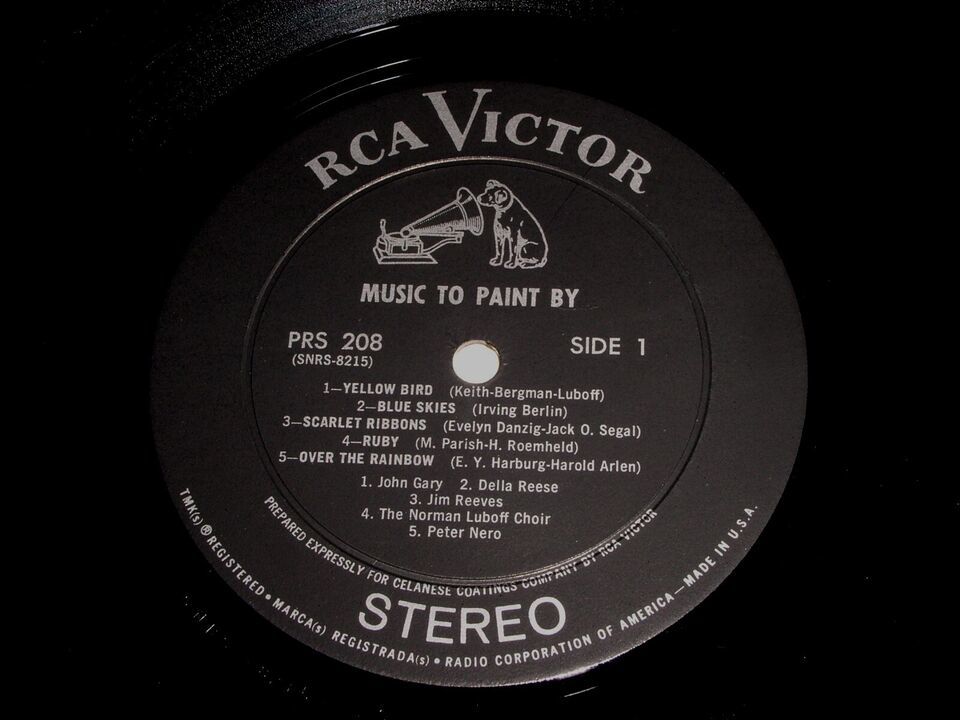 RCA VICTOR
MUSIC TO PAINT BY
PRS 208
(SNRS-8215)
SIDE 1
1—YELLOW BIRD (Keith-Bergman-Luboff)
2—BLUE SKIES (Irving Berlin)
3—SCARLET RIBBONS (Evelyn Danzig-Jack O. Segal)
4—RUBY (M. Parish-H. Roemheld)
5—OVER THE RAINBOW (E. Y. Harburg-Harold Arlen)
1. John Gary 2. Della Reese
3. Jim Reeves
4. The Norman Luboff Choir
5. Peter Nero
PREPARED EXPRESSLY FOR CELANESE COATINGS COMPANY BY RCA VICTOR
STEREO
TMK(s) ® REGISTERED • MARCA(s) REGISTRADA(s) • RADIO CORPORATION OF AMERICA—MADE IN U.S.A.